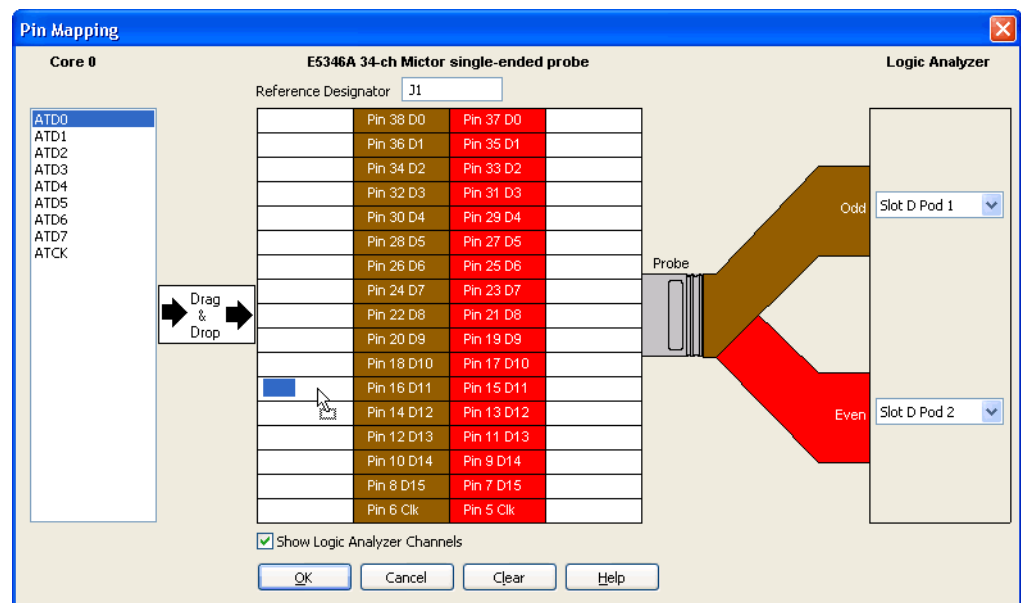 Pin Mapping
Core 0 E5346A 34-ch Mictor single-ended probe Logic Analyzer
Reference Designator J1
ATD0
ATD1
ATD2
ATD3
ATD4
ATD5
ATD6
ATD7
ATCK
Drag
&
Drop
Pin 38 D0 Pin 37 D0
Pin 36 D1 Pin 35 D1
Pin 34 D2 Pin 33 D2
Pin 32 D3 Pin 31 D3
Pin 30 D4 Pin 29 D4
Pin 28 D5 Pin 27 D5
Pin 26 D6 Pin 25 D6
Pin 24 D7 Pin 23 D7
Pin 22 D8 Pin 21 D8
Pin 20 D9 Pin 19 D9
Pin 18 D10 Pin 17 D10
Pin 16 D11 Pin 15 D11
Pin 14 D12 Pin 13 D12
Pin 12 D13 Pin 11 D13
Pin 10 D14 Pin 9 D14
Pin 8 D15 Pin 7 D15
Pin 6 Clk Pin 5 Clk
Probe
Odd Slot D Pod 1
Even Slot D Pod 2
Show Logic Analyzer Channels
OK Cancel Clear Help